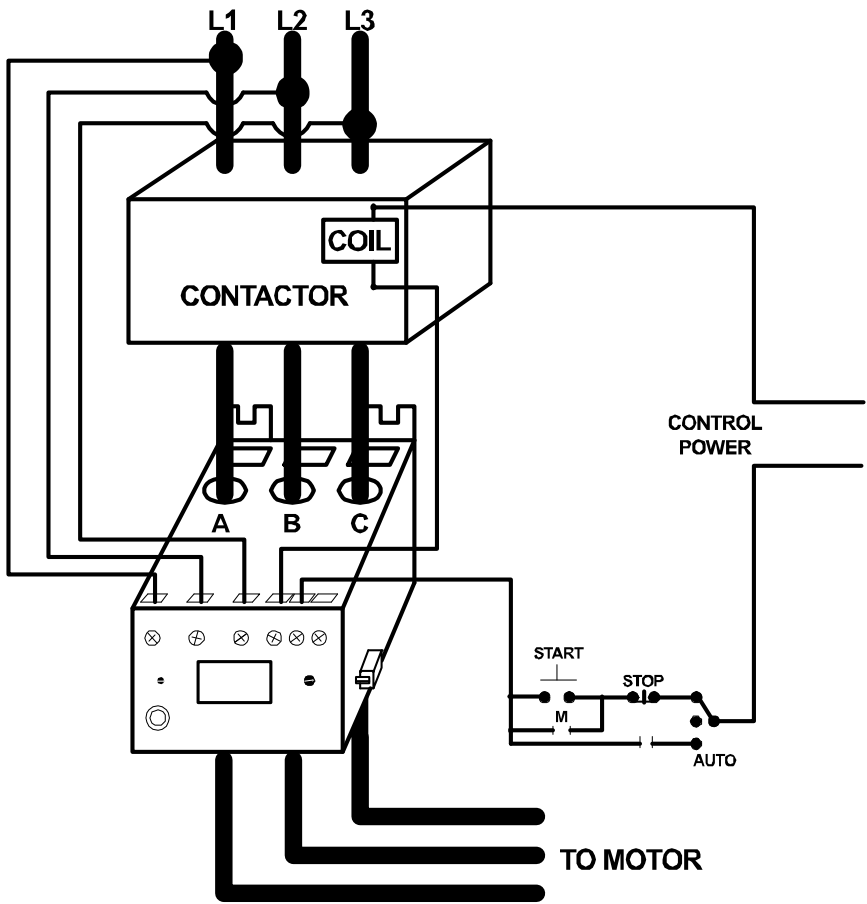 L1 L2 L3
COIL
CONTACTOR
CONTROL
POWER
A B C
START
STOP
M
AUTO
TO MOTOR